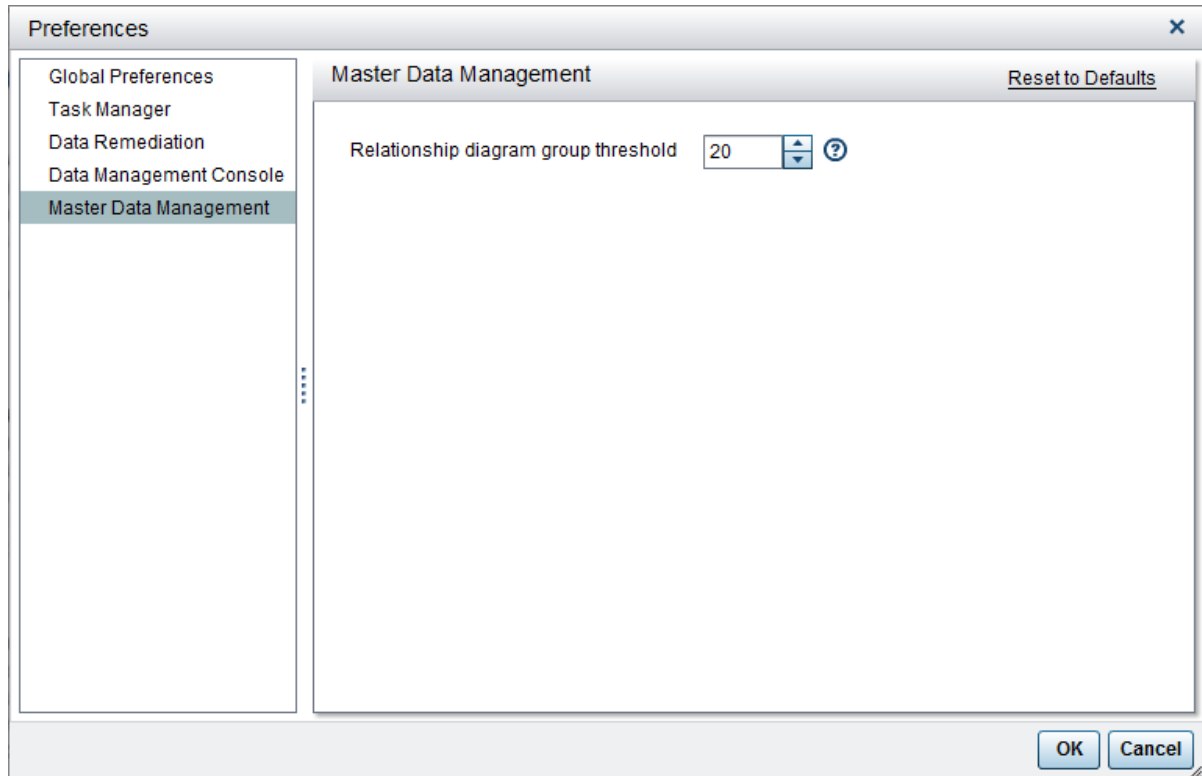 Preferences
Global Preferences
Task Manager
Data Remediation
Data Management Console
Master Data Management
Master Data Management
Reset to Defaults
Relationship diagram group threshold
20
?
OK
Cancel